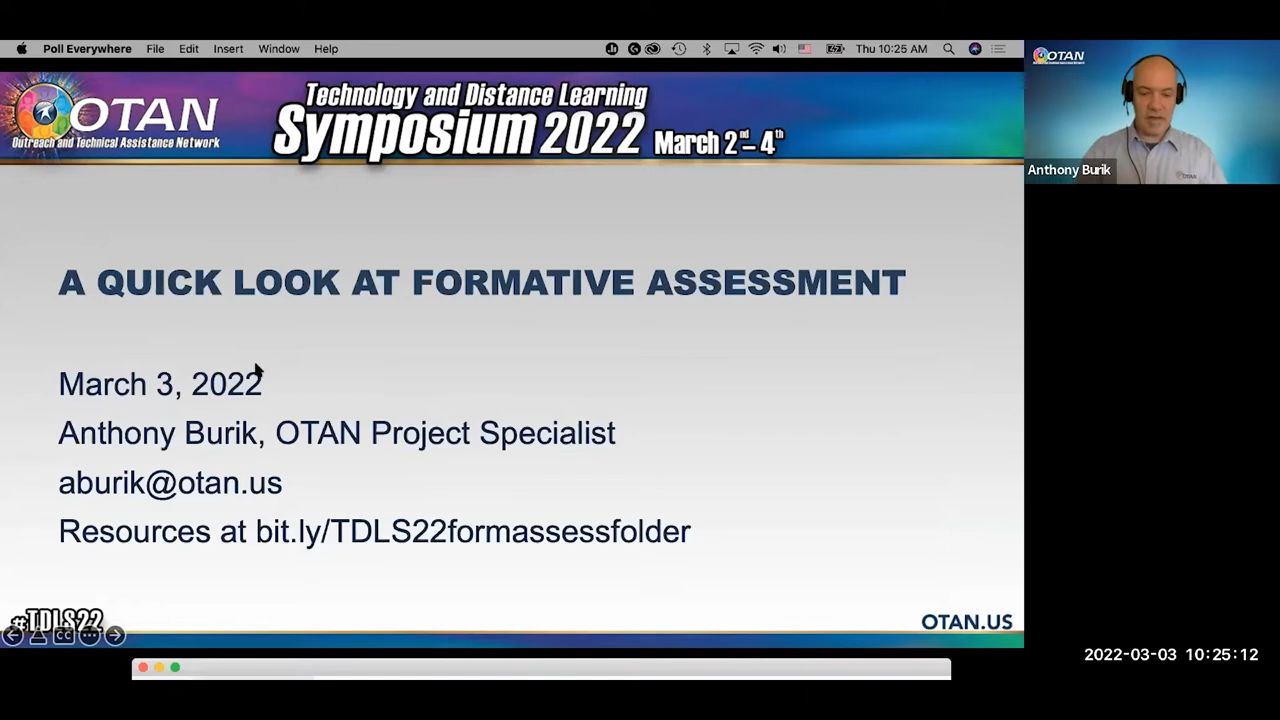 Poll Everywhere File Edit Insert Window Help Thu 10:25 AM
OTAN
Outreach and Technical Assistance Network
Technology and Distance Learning
Symposium 2022 March 2nd – 4th
OTAN
Anthony Burik
OTAN
A QUICK LOOK AT FORMATIVE ASSESSMENT
March 3, 2022
Anthony Burik, OTAN Project Specialist
aburik@otan.us
Resources at bit.ly/TDLS22formassessfolder
#TDLS22
CC
OTAN.US
2022-03-03 10:25:12